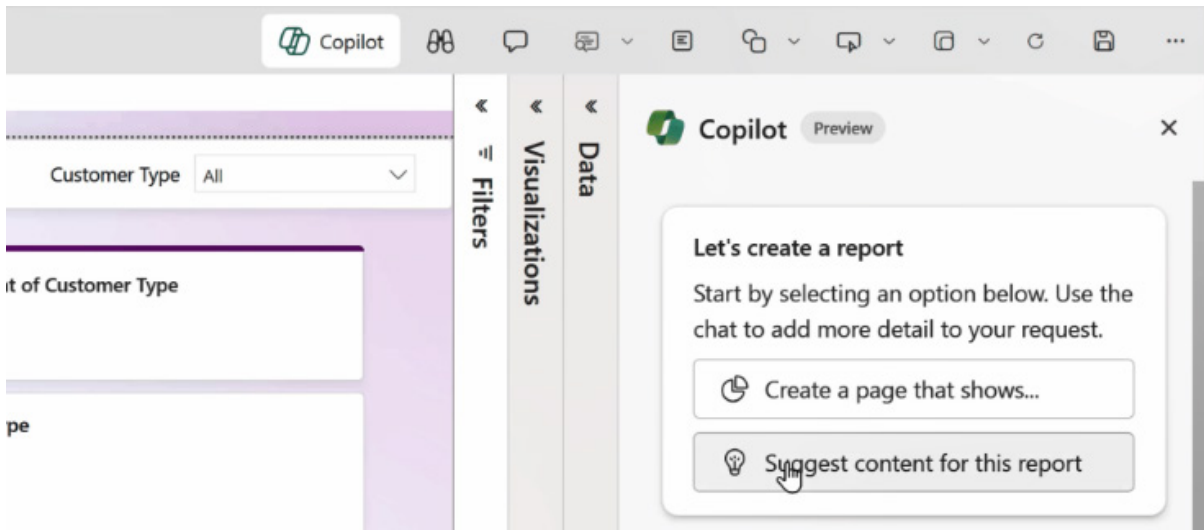 Copilot
Customer Type All
t of Customer Type
pe
Filters
Visualizations
Data
Copilot Preview
Let's create a report
Start by selecting an option below. Use the
chat to add more detail to your request.
Create a page that shows...
Suggest content for this report